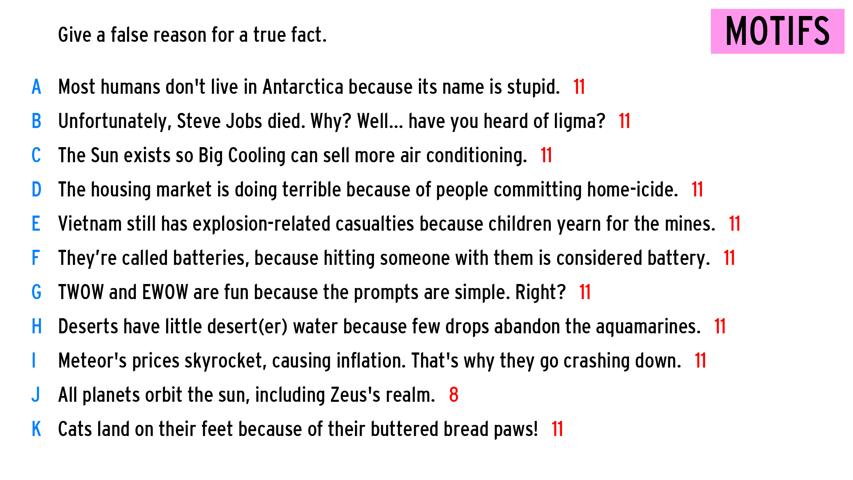 Give a false reason for a true fact.
MOTIFS
A Most humans don't live in Antarctica because its name is stupid. 11
B Unfortunately, Steve Jobs died. Why? Well... have you heard of ligma? 11
C The Sun exists so Big Cooling can sell more air conditioning. 11
D The housing market is doing terrible because of people committing home-icide. 11
E Vietnam still has explosion-related casualties because children yearn for the mines. 11
F They’re called batteries, because hitting someone with them is considered battery. 11
G TWOW and EWOW are fun because the prompts are simple. Right? 11
H Deserts have little desert(er) water because few drops abandon the aquamarines. 11
I Meteor's prices skyrocket, causing inflation. That's why they go crashing down. 11
J All planets orbit the sun, including Zeus's realm. 8
K Cats land on their feet because of their buttered bread paws! 11